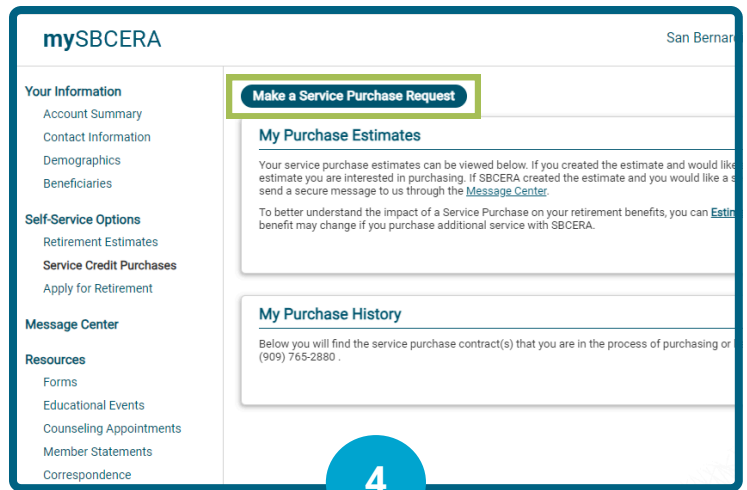 mySBCERA
San Bernar
Your Information
Account Summary
Contact Information
Demographics
Beneficiaries
Self-Service Options
Retirement Estimates
Service Credit Purchases
Apply for Retirement
Message Center
Resources
Forms
Educational Events
Counseling Appointments
Member Statements
Correspondence
Make a Service Purchase Request
My Purchase Estimates
Your service purchase estimates can be viewed below. If you created the estimate and would like
estimate you are interested in purchasing. If SBCERA created the estimate and you would like a s
send a secure message to us through the Message Center.
To better understand the impact of a Service Purchase on your retirement benefits, you can Estim
benefit may change if you purchase additional service with SBCERA.
My Purchase History
Below you will find the service purchase contract(s) that you are in the process of purchasing or
(909) 765-2880 .
4